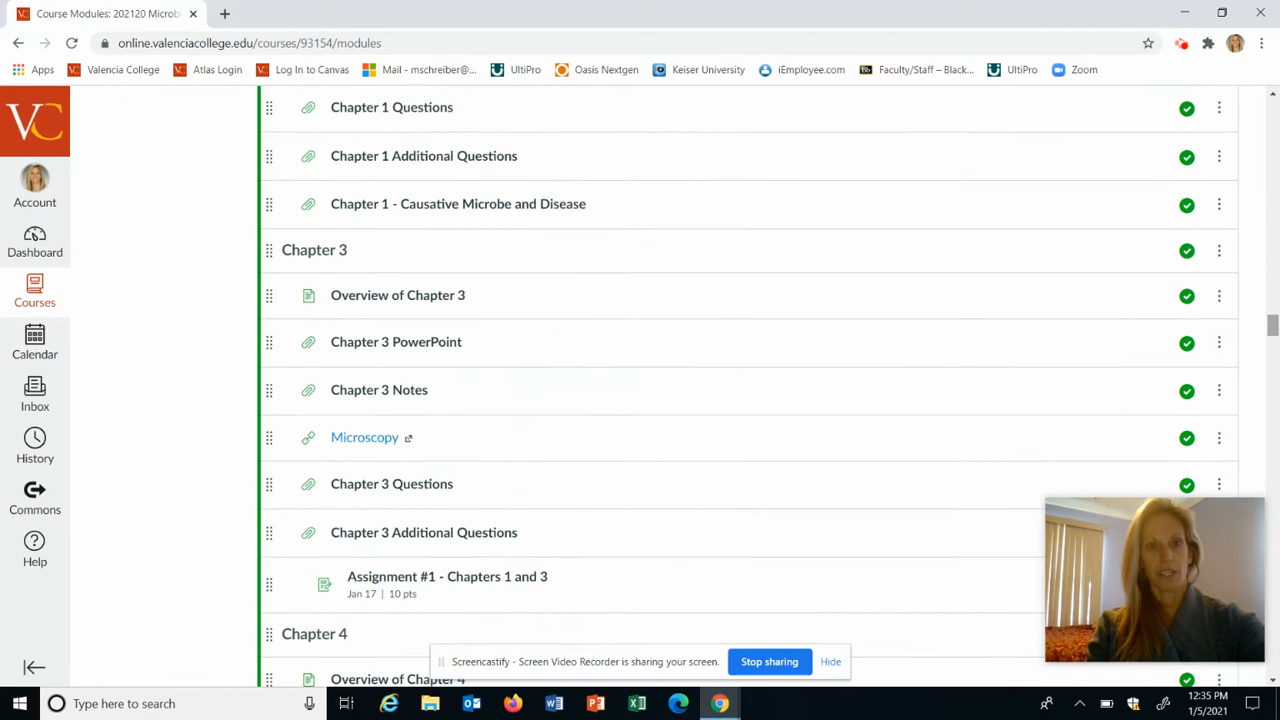 Course Modules: 202120 Microb
online.valenciacollege.edu/courses/93154/modules
Apps
Valencia College
Atlas Login
Log In to Canvas
Mail - mschreiber@...
UltiPro
Oasis Nextgen
Keiser University
iEmployee.com
Bb
Faculty/Staff – Black...
UltiPro
Zoom
VC
Account
Dashboard
Courses
Calendar
Inbox
History
Commons
Help
Chapter 1 Questions
Chapter 1 Additional Questions
Chapter 1 - Causative Microbe and Disease
Chapter 3
Overview of Chapter 3
Chapter 3 PowerPoint
Chapter 3 Notes
Microscopy
Chapter 3 Questions
Chapter 3 Additional Questions
Assignment #1 - Chapters 1 and 3
Jan 17 | 10 pts
Chapter 4
Overview of Chapter 4
Screencastify - Screen Video Recorder is sharing your screen.
Stop sharing
Hide
Type here to search
12:35 PM
1/5/2021